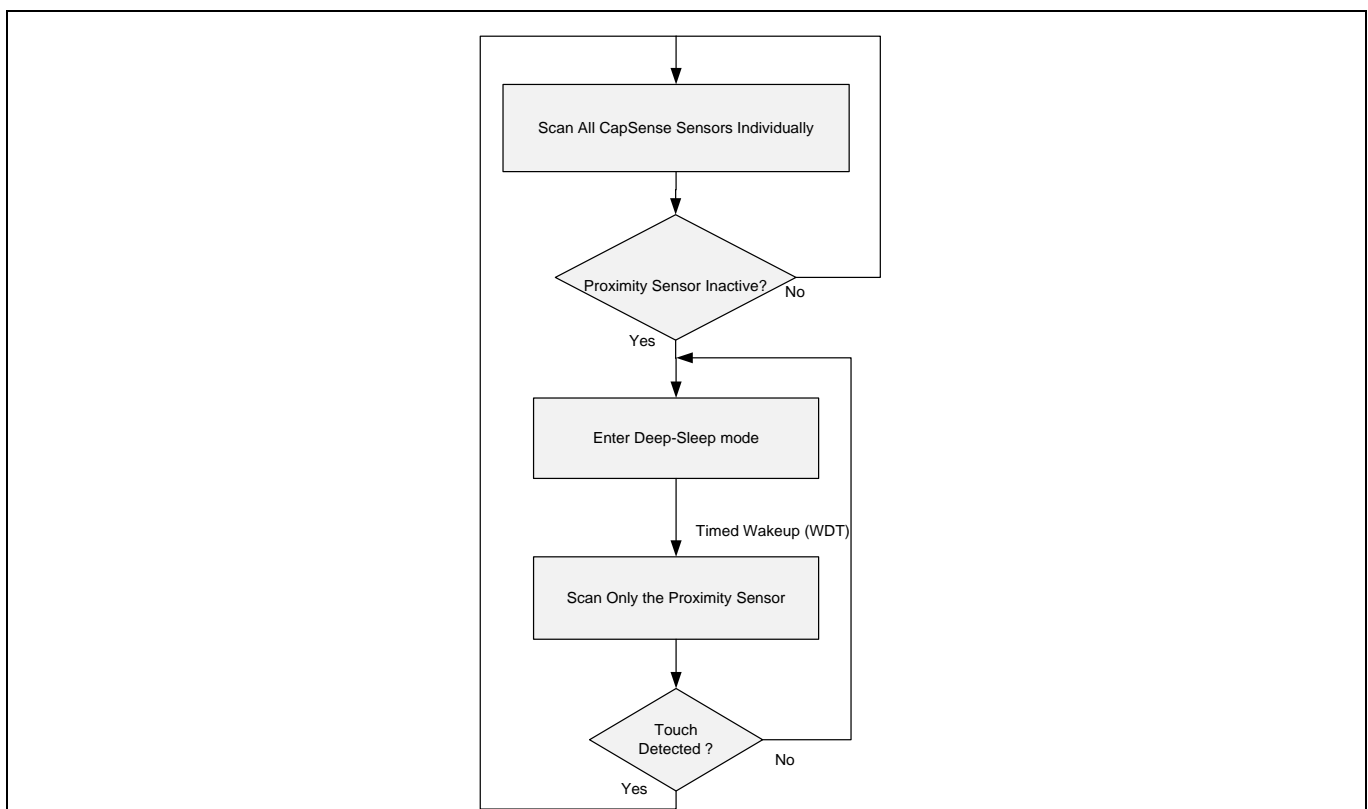 Scan All CapSense Sensors Individually
Proximity Sensor Inactive?
No
Yes
Enter Deep-Sleep mode
Timed Wakeup (WDT)
Scan Only the Proximity Sensor
Touch
Detected ?
No
Yes